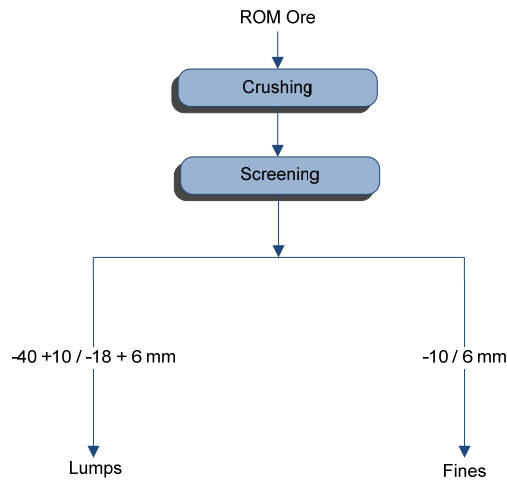 ROM Ore
Crushing
Screening
-40 +10 / -18 + 6 mm
-10 / 6 mm
Lumps
Fines